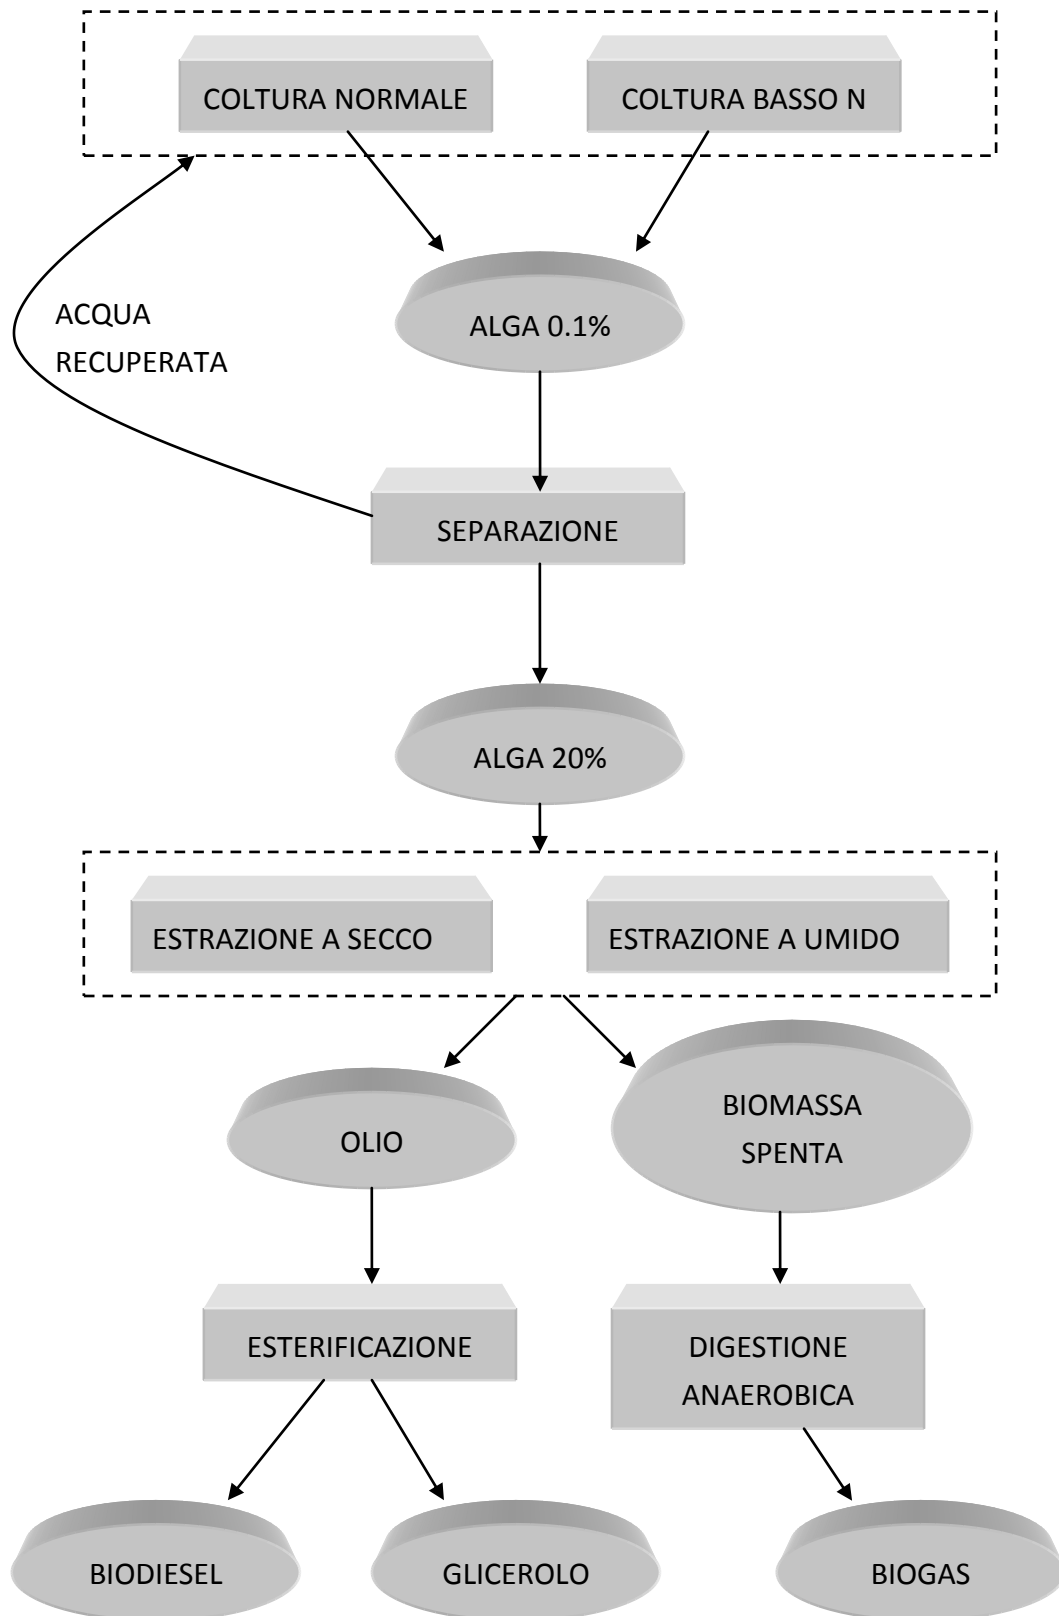 COLTURA NORMALE
COLTURA BASSO N
ALGA 0.1%
ACQUA
RECUPERATA
SEPARAZIONE
ALGA 20%
ESTRAZIONE A SECCO
ESTRAZIONE A UMIDO
OLIO
BIOMASSA
SPENTA
ESTERIFICAZIONE
DIGESTIONE
ANAEROBICA
BIODIESEL
GLICEROLO
BIOGAS